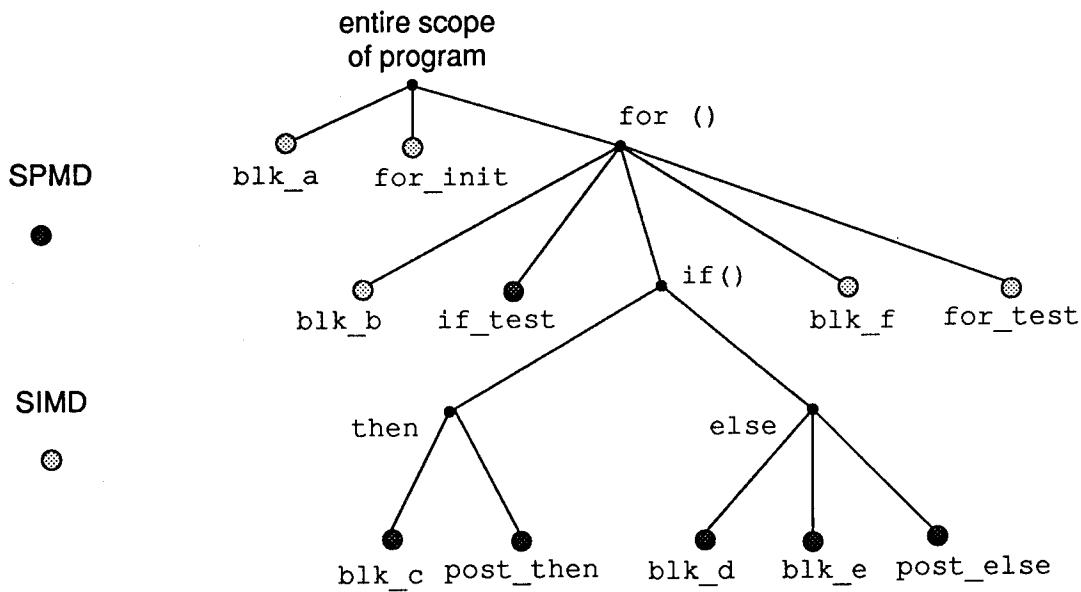 entire scope
of program
for ()
SPMD
blk_a
for_init
if()
blk_b
if_test
blk_f
for_test
SIMD
then
else
blk_c
post_then
blk_d
blk_e
post_else